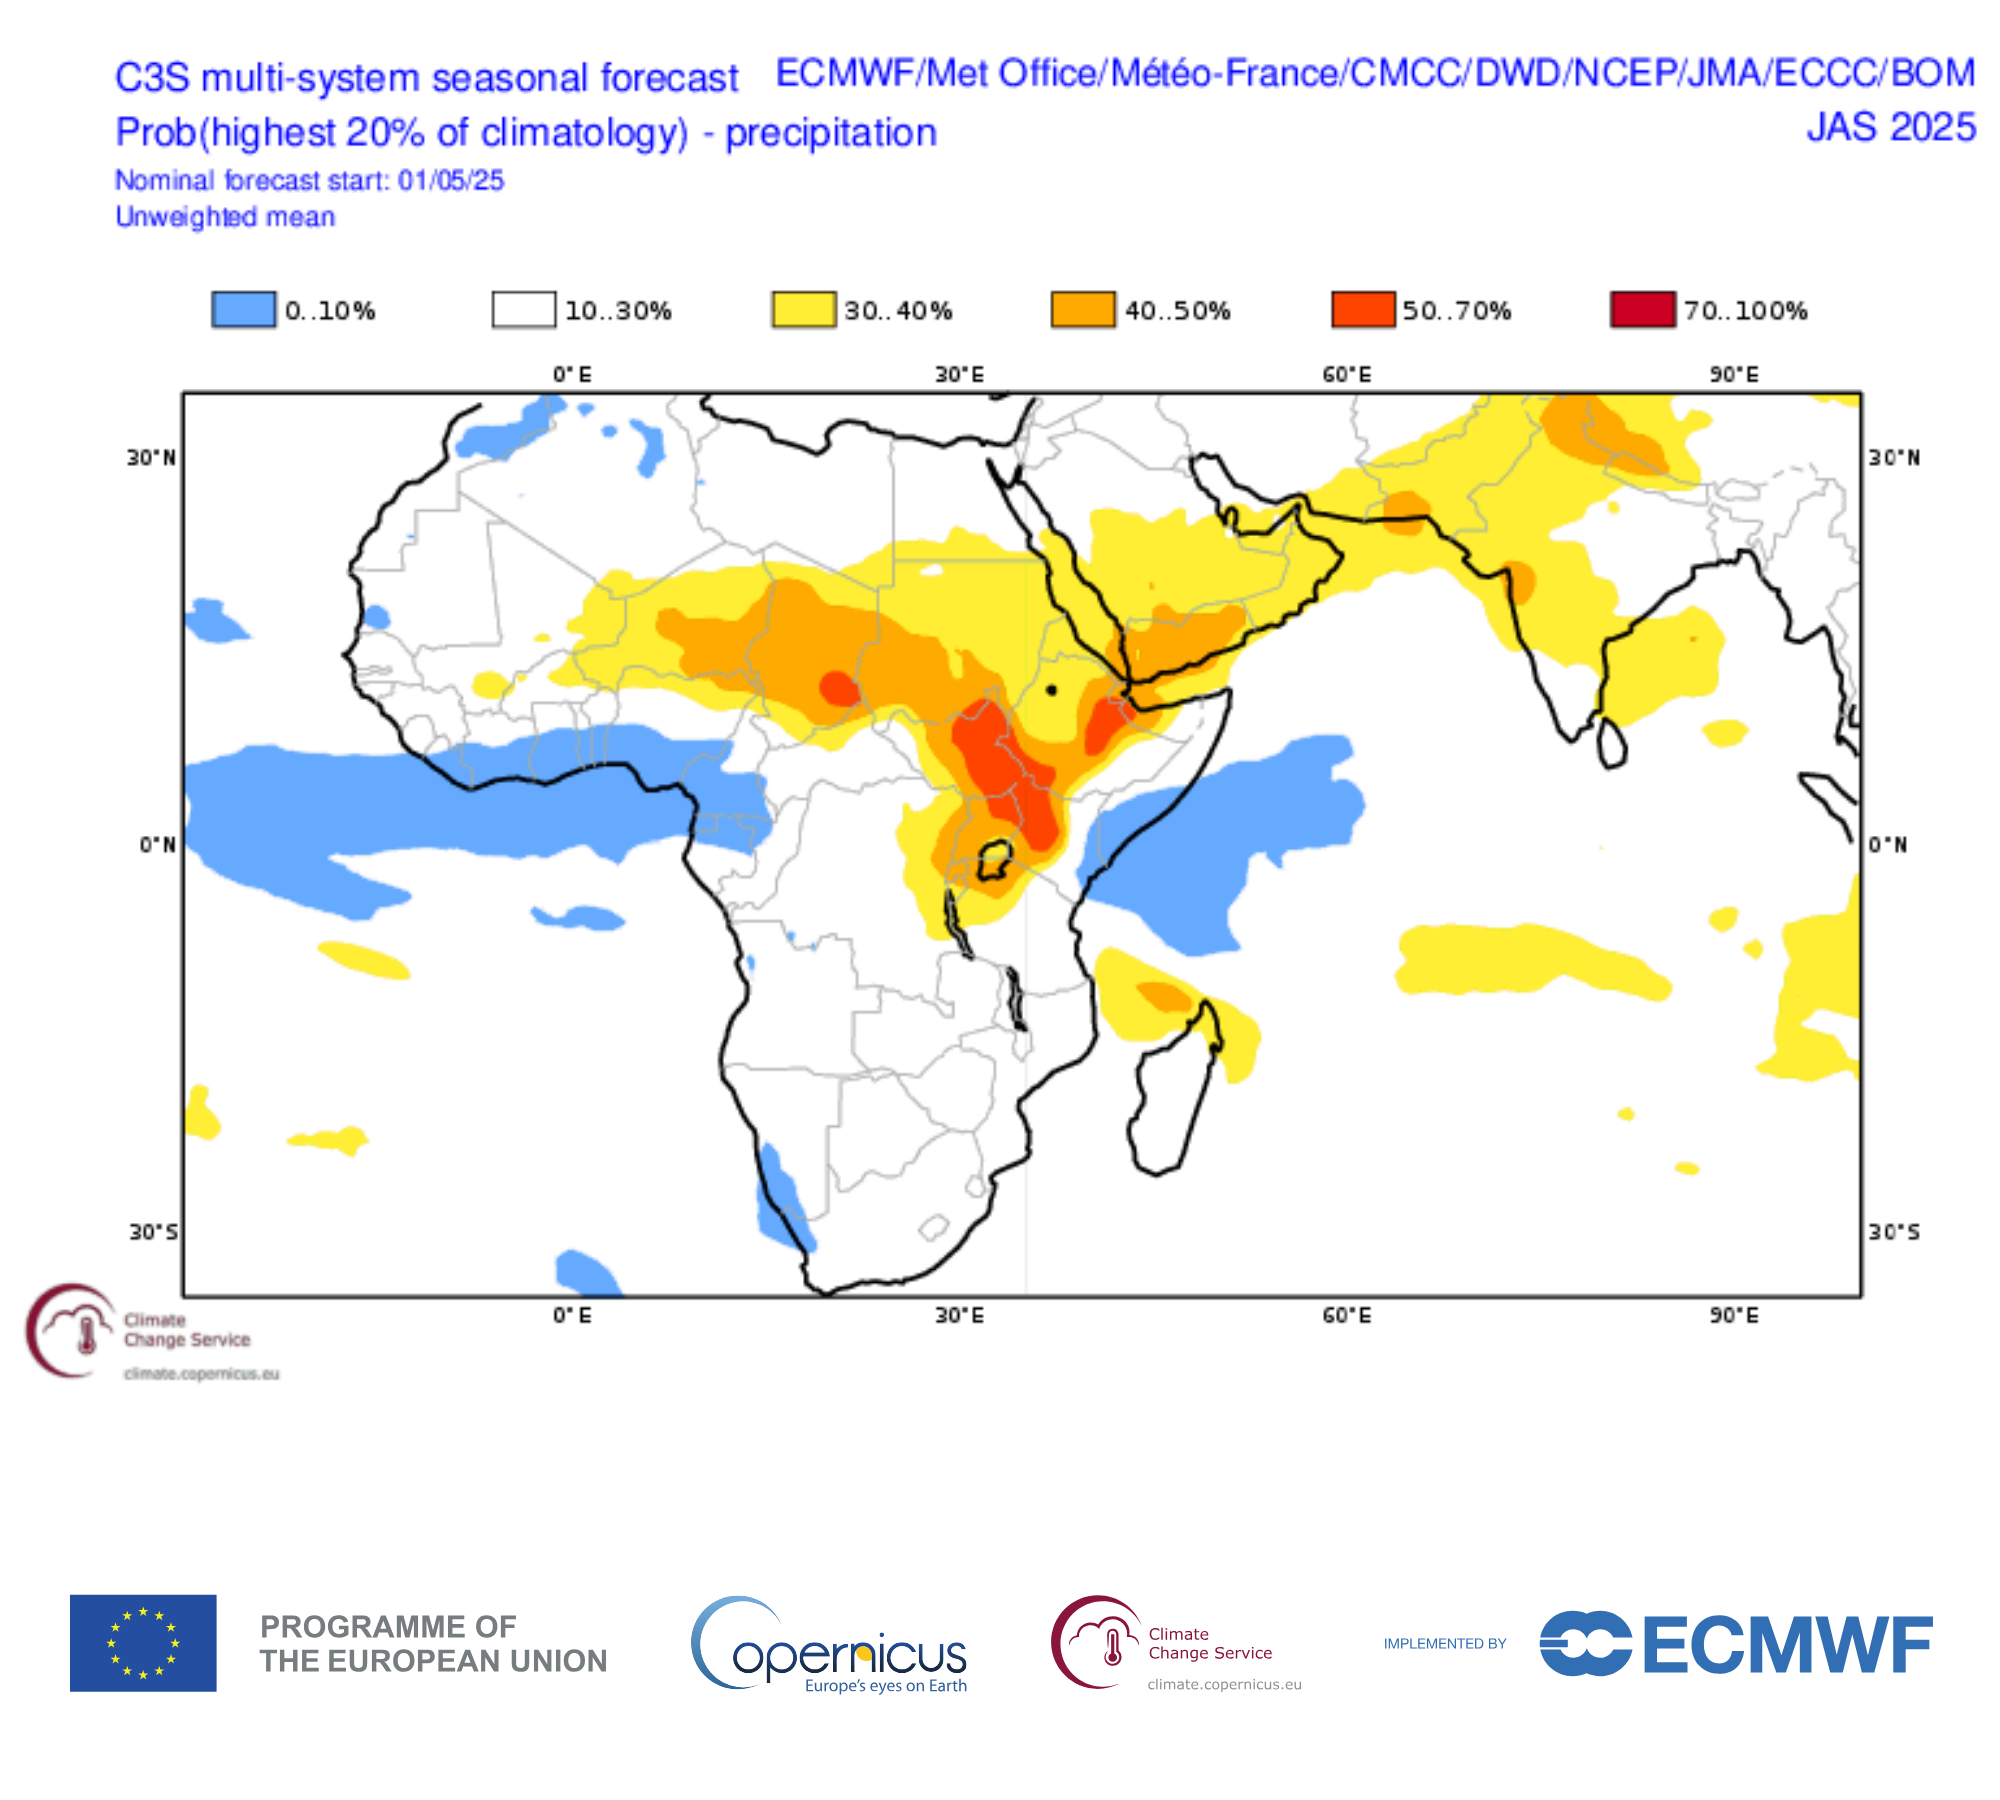 C3S multi-system seasonal forecast ECMWF/Met Office/Météo-France/CMCC/DWD/NCEP/JMA/ECCC/BOM
Prob(highest 20% of climatology) - precipitation JAS 2025
Nominal forecast start: 01/05/25
Unweighted mean
0..10% 10..30% 30..40% 40..50% 50..70% 70..100%
0°E 30°E 60°E 90°E
30°N 30°N
0°N 0°N
30°S 30°S
0°E 30°E 60°E 90°E
Climate
Change Service
climate.copernicus.eu
PROGRAMME OF
THE EUROPEAN UNION
opernicus
Europe's eyes on Earth
Climate
Change Service
climate.copernicus.eu
IMPLEMENTED BY ECMWF